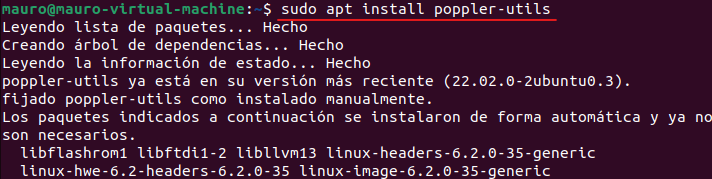 mauro@mauro-virtual-machine:~$ sudo apt install poppler-utils
Leyendo lista de paquetes... Hecho
Creando árbol de dependencias... Hecho
Leyendo la información de estado... Hecho
poppler-utils ya está en su versión más reciente (22.02.0-2ubuntu0.3).
fijado poppler-utils como instalado manualmente.
Los paquetes indicados a continuación se instalaron de forma automática y ya no
son necesarios.
libflashrom1 libftdi1-2 libllvm13 linux-headers-6.2.0-35-generic
linux-hwe-6.2-headers-6.2.0-35 linux-image-6.2.0-35-generic